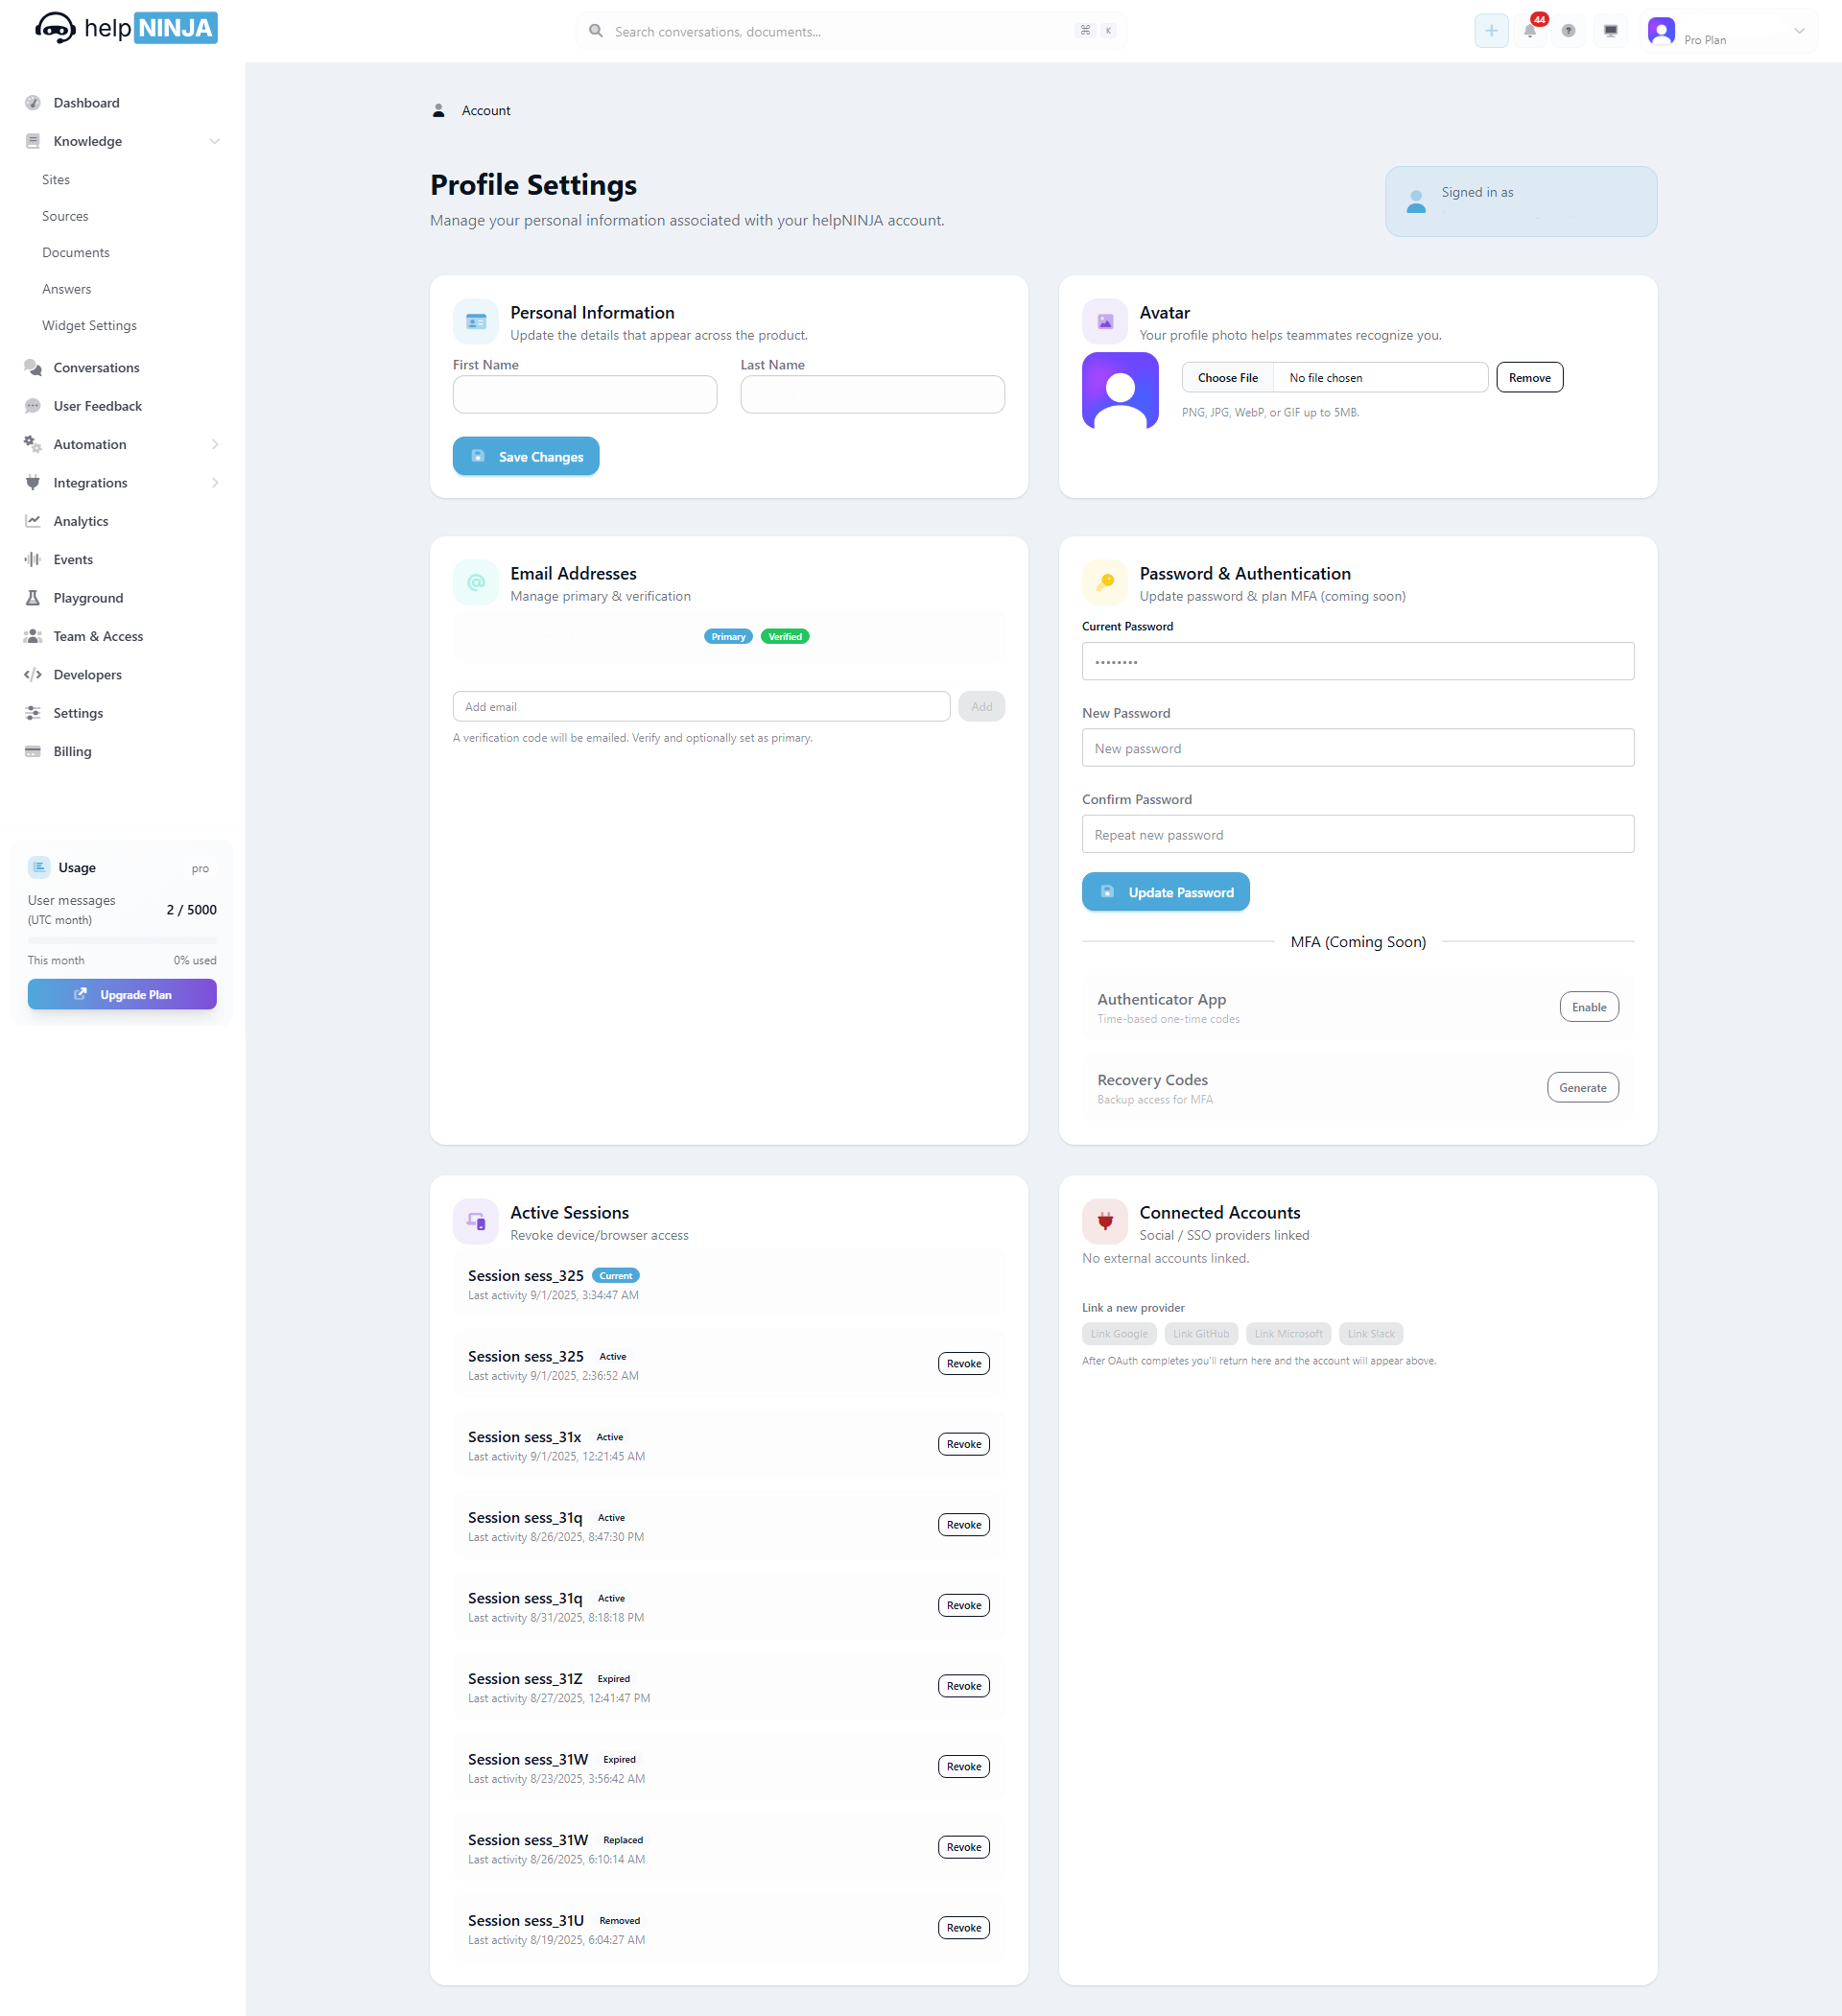 help NINJA
Search conversations, documents...
⌘ K
44
Pro Plan
Dashboard
Knowledge
Sites
Sources
Documents
Answers
Widget Settings
Conversations
User Feedback
Automation
Integrations
Analytics
Events
Playground
Team & Access
Developers
Settings
Billing
Usage
pro
User messages
(UTC month)
2 / 5000
This month
0% used
Upgrade Plan
Account
Profile Settings
Manage your personal information associated with your helpNINJA account.
Signed in as
Personal Information
Update the details that appear across the product.
First Name
Last Name
Save Changes
Avatar
Your profile photo helps teammates recognize you.
Choose File
No file chosen
Remove
PNG, JPG, WebP, or GIF up to 5MB.
Email Addresses
Manage primary & verification
Primary
Verified
Add email
Add
A verification code will be emailed. Verify and optionally set as primary.
Password & Authentication
Update password & plan MFA (coming soon)
Current Password
••••••••
New Password
New password
Confirm Password
Repeat new password
Update Password
MFA (Coming Soon)
Authenticator App
Time-based one-time codes
Enable
Recovery Codes
Backup access for MFA
Generate
Active Sessions
Revoke device/browser access
Session sess_325 Current
Last activity 9/1/2025, 3:34:47 AM
Session sess_325 Active
Last activity 9/1/2025, 2:36:52 AM
Revoke
Session sess_31x Active
Last activity 9/1/2025, 12:21:45 AM
Revoke
Session sess_31q Active
Last activity 8/26/2025, 8:47:30 PM
Revoke
Session sess_31q Active
Last activity 8/31/2025, 8:18:18 PM
Revoke
Session sess_31Z Expired
Last activity 8/27/2025, 12:41:47 PM
Revoke
Session sess_31W Expired
Last activity 8/23/2025, 3:56:42 AM
Revoke
Session sess_31W Replaced
Last activity 8/26/2025, 6:10:14 AM
Revoke
Session sess_31U Removed
Last activity 8/19/2025, 6:04:27 AM
Revoke
Connected Accounts
Social / SSO providers linked
No external accounts linked.
Link a new provider
Link Google
Link GitHub
Link Microsoft
Link Slack
After OAuth completes you'll return here and the account will appear above.